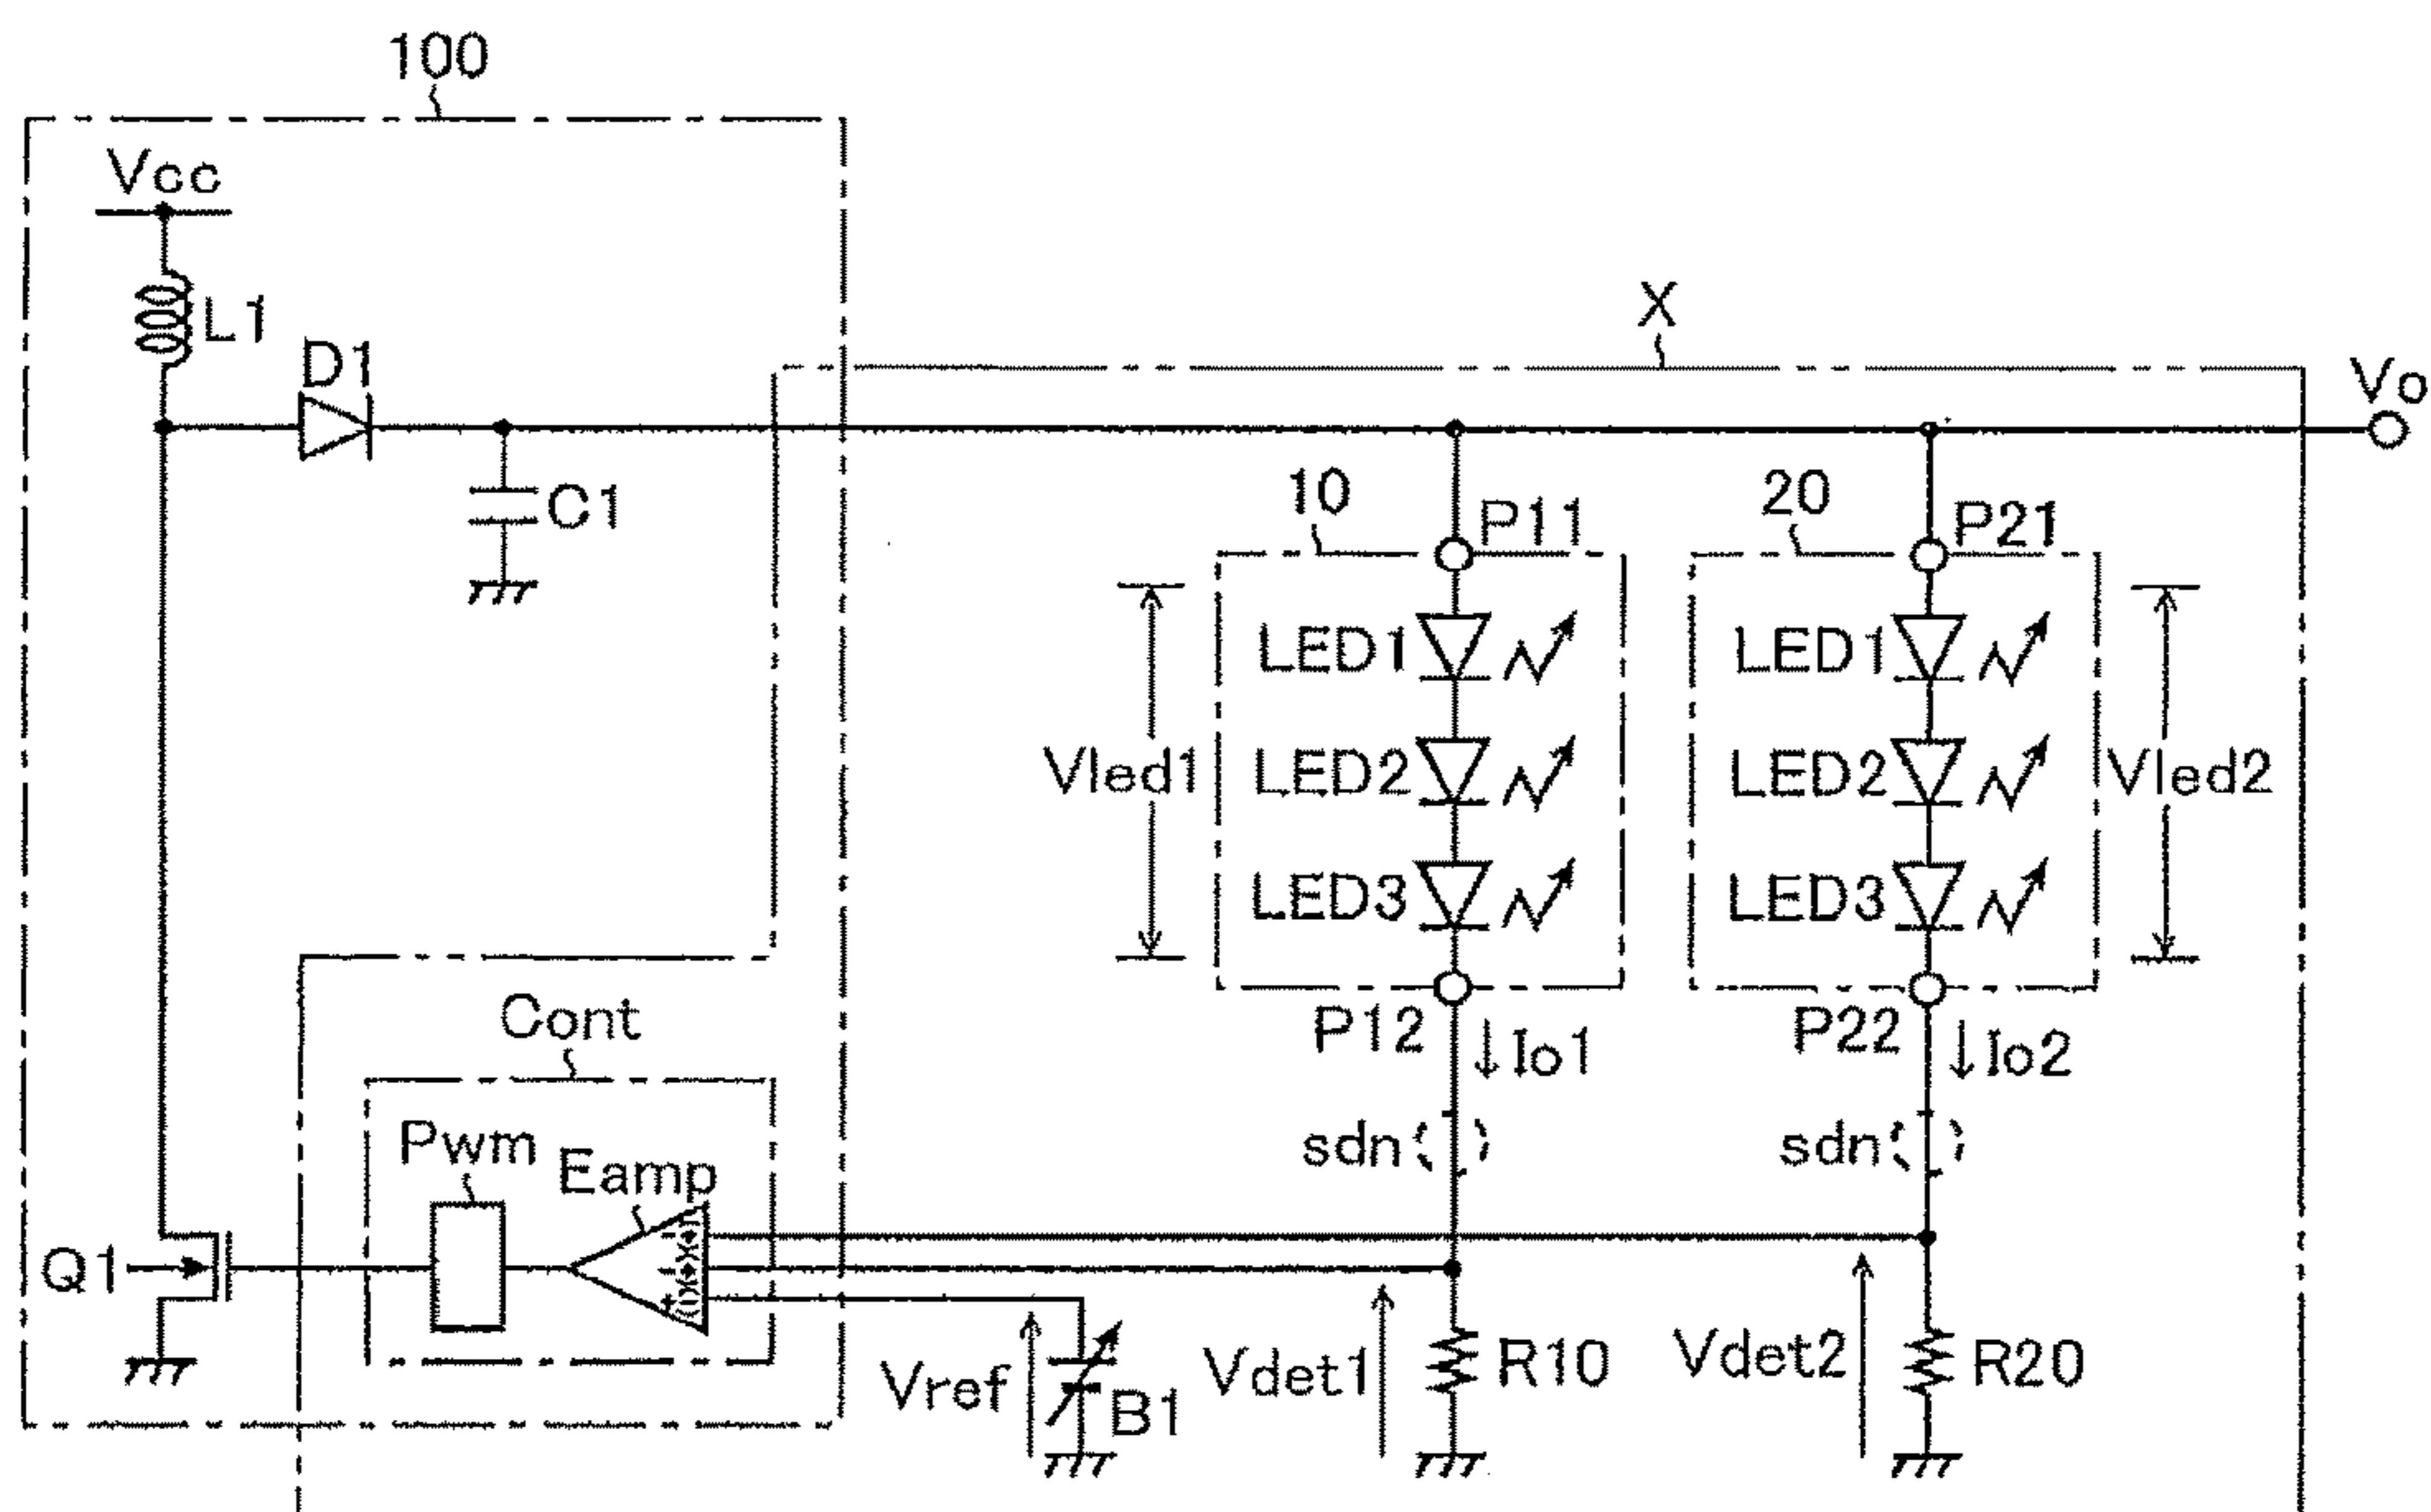 100
Vcc
L1
D1
C1
X
Vo
10
P11
20
P21
LED1
LED1
Vled1
LED2
LED2
Vled2
LED3
LED3
P12
Io1
P22
Io2
Cont
Pwm
Eamp
sdn
sdn
Q1
Vref
B1
Vdet1
R10
Vdet2
R20